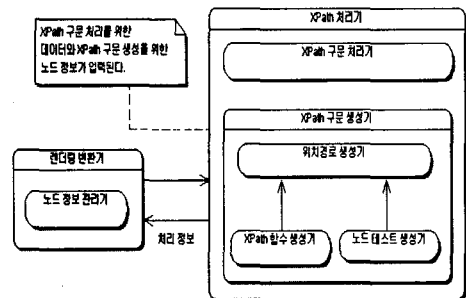 XPath 구문 처리를 위한
데이터와 XPath 구문 생성을 위한
노드 정보가 입력된다.
XPath 처리기
XPath 구문 처리기
XPath 구문 생성기
위치경로 생성기
XPath 함수 생성기
노드 테스트 생성기
렌더링 변환기
노드 정보 관리기
처리 정보